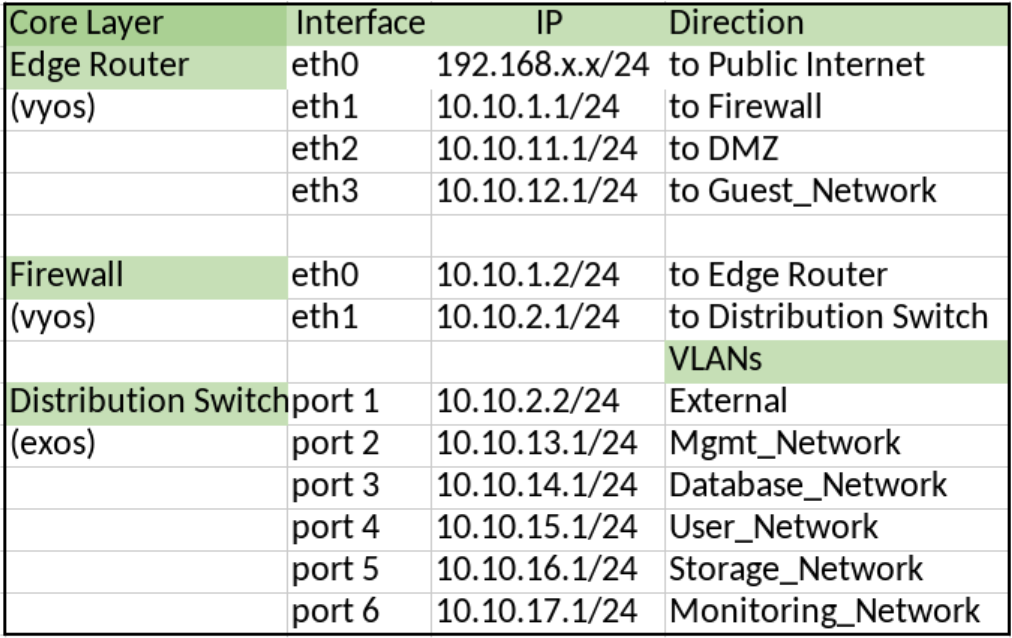 Core Layer Interface IP Direction
Edge Router eth0 192.168.x.x/24 to Public Internet
(vyos) eth1 10.10.1.1/24 to Firewall
eth2 10.10.11.1/24 to DMZ
eth3 10.10.12.1/24 to Guest_Network
Firewall eth0 10.10.1.2/24 to Edge Router
(vyos) eth1 10.10.2.1/24 to Distribution Switch
VLANs
Distribution Switch port 1 10.10.2.2/24 External
(exos) port 2 10.10.13.1/24 Mgmt_Network
port 3 10.10.14.1/24 Database_Network
port 4 10.10.15.1/24 User_Network
port 5 10.10.16.1/24 Storage_Network
port 6 10.10.17.1/24 Monitoring_Network